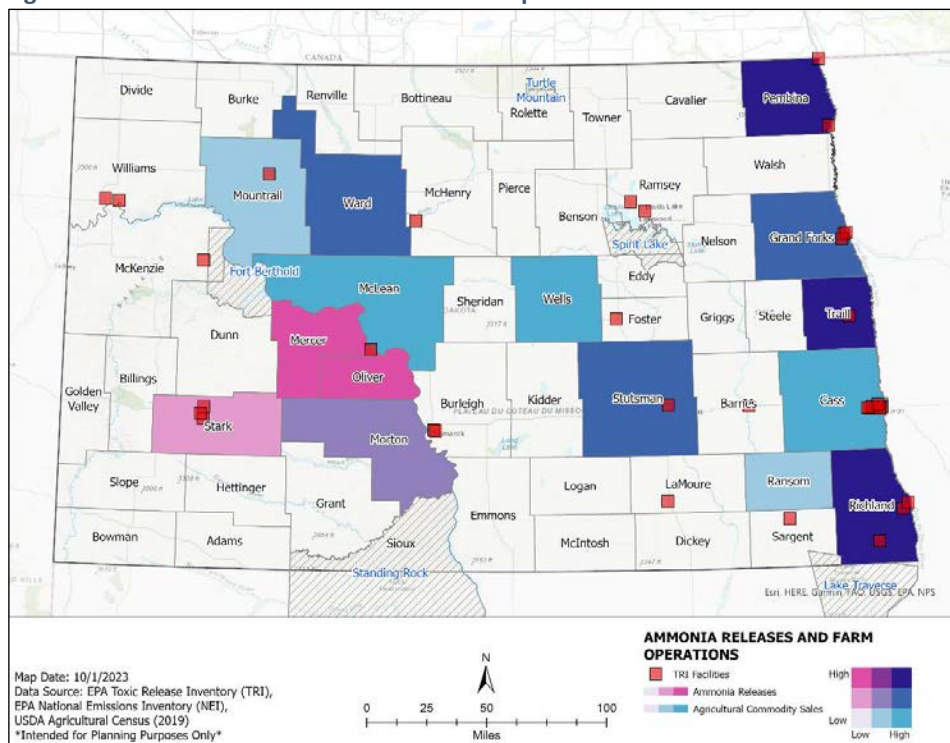 CANADA
Divide
Burke
Renville
Bottineau
Turtle
Mountain
Rolette
Towner
Cavalier
Pembina
Williams
Mountrail
Ward
McHenry
Pierce
Benson
Ramsey
Walsh
Spirit Lake
Nelson
Grand Forks
McKenzie
Fort Berthold
McLean
Sheridan
Wells
Eddy
Foster
Griggs
Steele
Traill
Dunn
Mercer
Oliver
Golden
Valley
Billings
Stark
Morton
Burleigh
Kidder
Stutsman
Barnes
Cass
PLATEAU DU COTEAU DU MISSOU
Slope
Hettinger
Grant
Logan
LaMoure
Ransom
Richland
Bowman
Adams
Sioux
Emmons
McIntosh
Dickey
Sargent
Standing Rock
Lake Traverse
Esri, HERE, Garmin, FAO, USGS, EPA, NPS
Map Date: 10/1/2023
Data Source: EPA Toxic Release Inventory (TRI),
EPA National Emissions Inventory (NEI),
USDA Agricultural Census (2019)
*Intended for Planning Purposes Only*
N
0 50 100
Miles
AMMONIA RELEASES AND FARM
OPERATIONS
TRI Facilities
Ammonia Releases
Agricultural Commodity Sales
High
Low
Low High